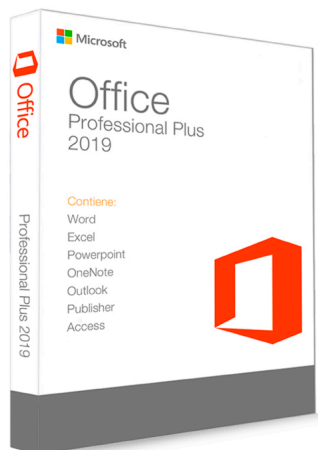 Microsoft
Office
Professional Plus
2019
Contiene:
Word
Excel
Powerpoint
OneNote
Outlook
Publisher
Access
Office
Professional Plus 2019